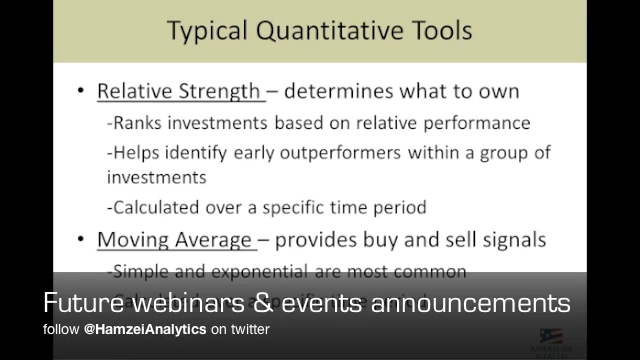 Typical Quantitative Tools
• Relative Strength – determines what to own
-Ranks investments based on relative performance
-Helps identify early outperformers within a group of
investments
-Calculated over a specific time period
• Moving Average – provides buy and sell signals
-Simple and exponential are most common
Future webinars & events announcements
follow @HamzeiAnalytics on twitter